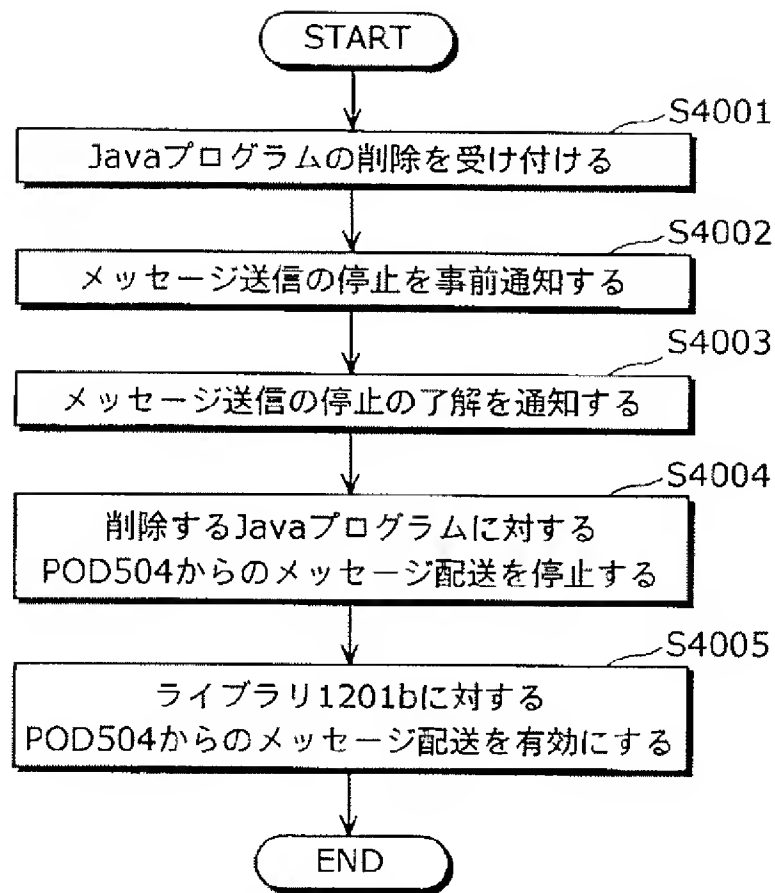 START
S4001
Javaプログラムの削除を受け付ける
S4002
メッセージ送信の停止を事前通知する
S4003
メッセージ送信の停止の了解を通知する
S4004
削除するJavaプログラムに対する
POD504からのメッセージ配送を停止する
S4005
ライブラリ1201bに対する
POD504からのメッセージ配送を有効にする
END